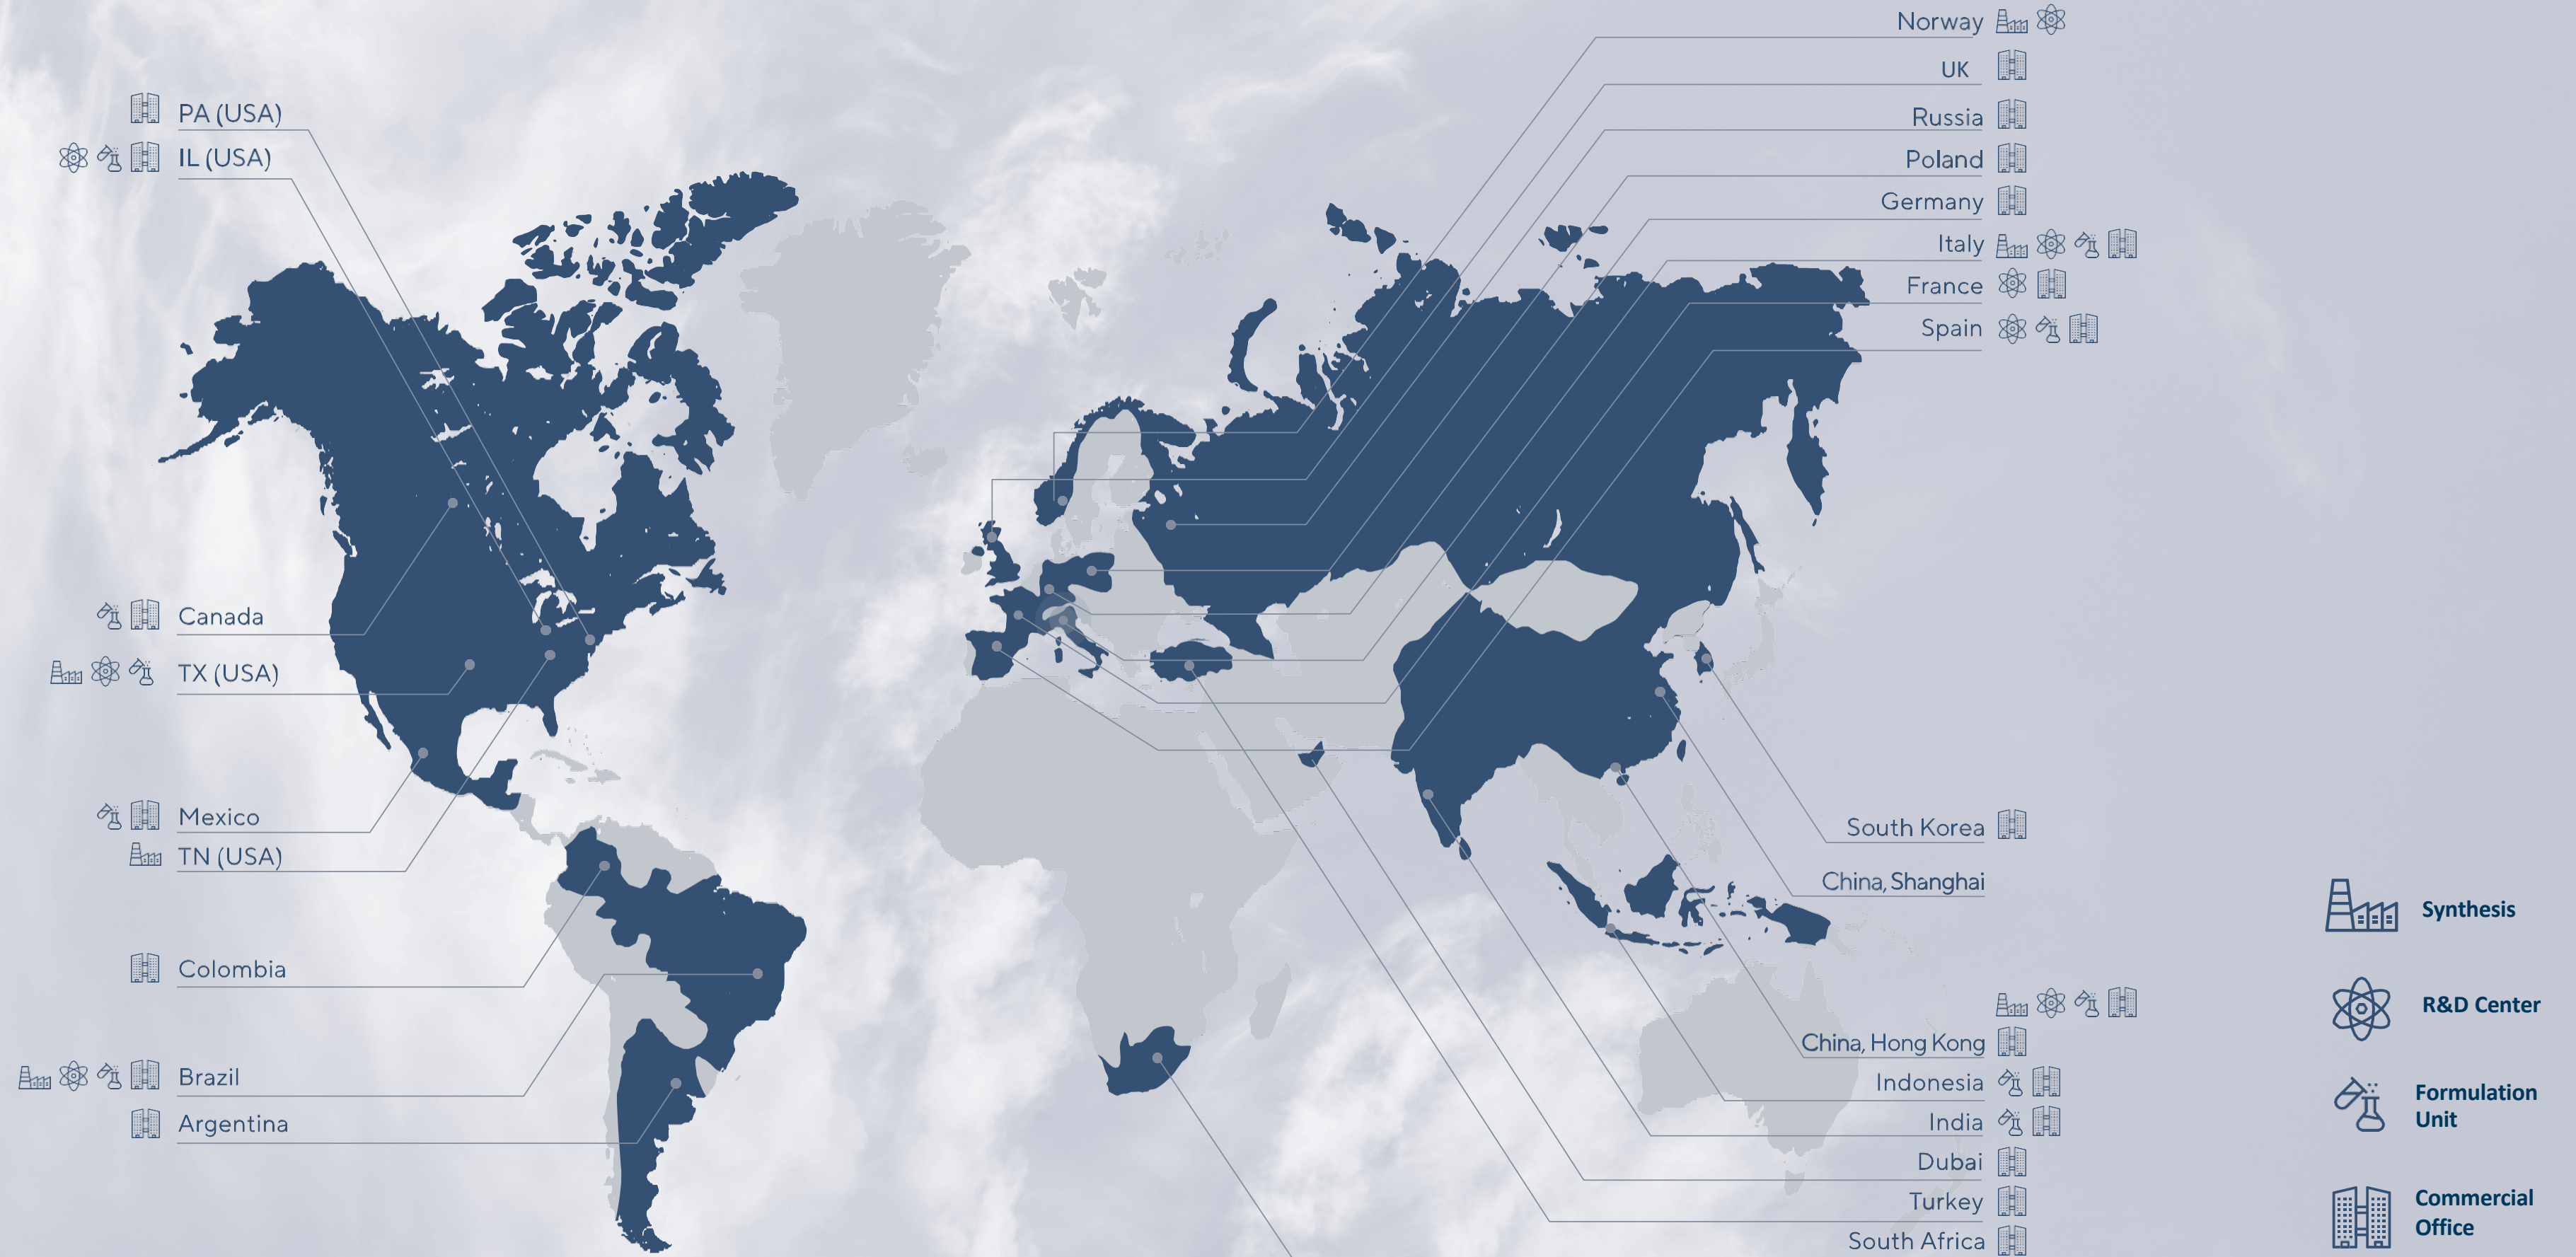 PA (USA)
IL (USA)
Canada
TX (USA)
Mexico
TN (USA)
Colombia
Brazil
Argentina
Norway
UK
Russia
Poland
Germany
Italy
France
Spain
South Korea
China, Shanghai
China, Hong Kong
Indonesia
India
Dubai
Turkey
South Africa
Synthesis
R&D Center
Formulation
Unit
Commercial
Office